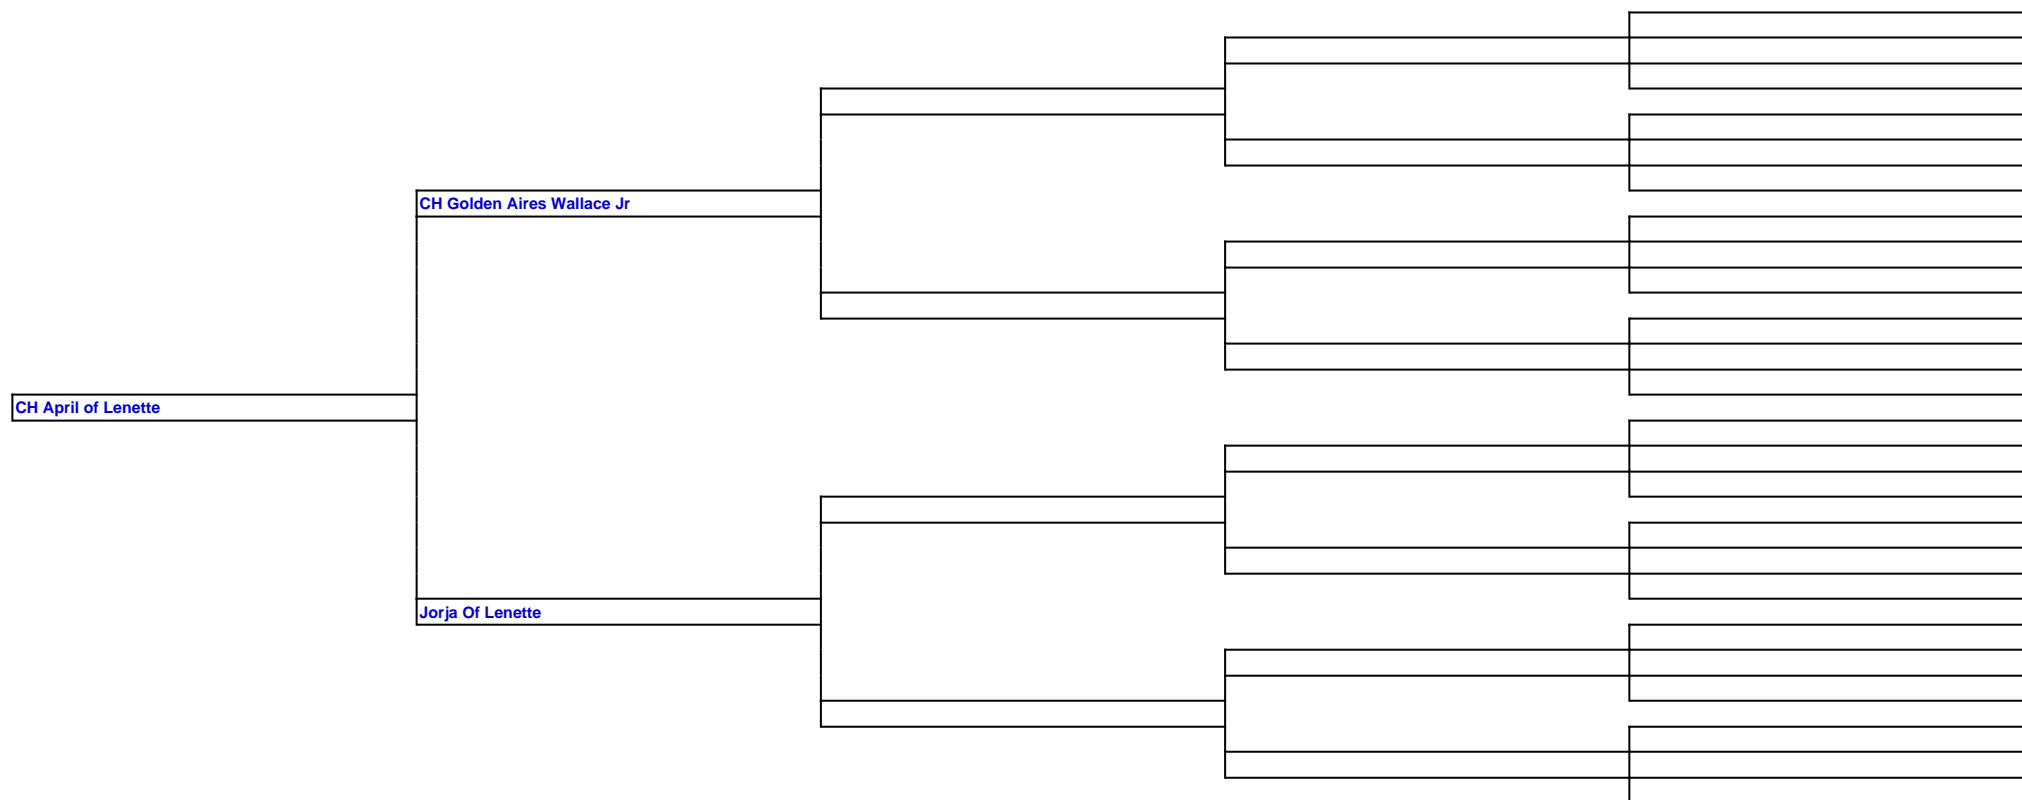 CH Golden Aires Wallace Jr
CH April of Lenette
Jorja Of Lenette